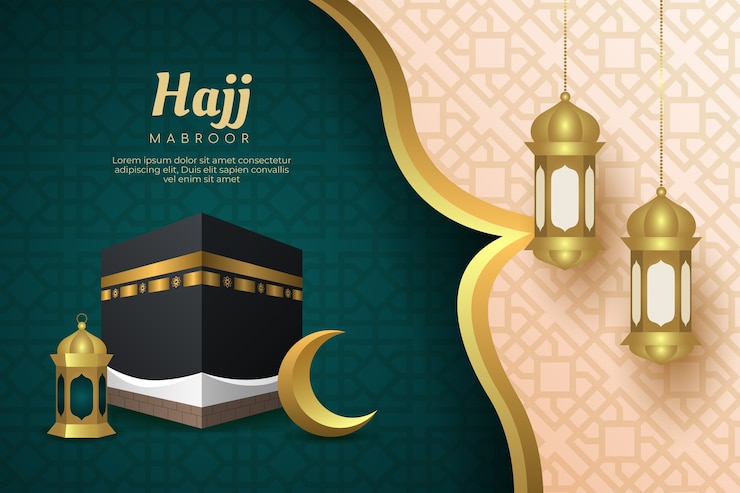 Hajj
MABROOR
Lorem ipsum dolor sit amet consectetur
adipiscing elit, Duis elit sapien convallis
vel enim sit amet